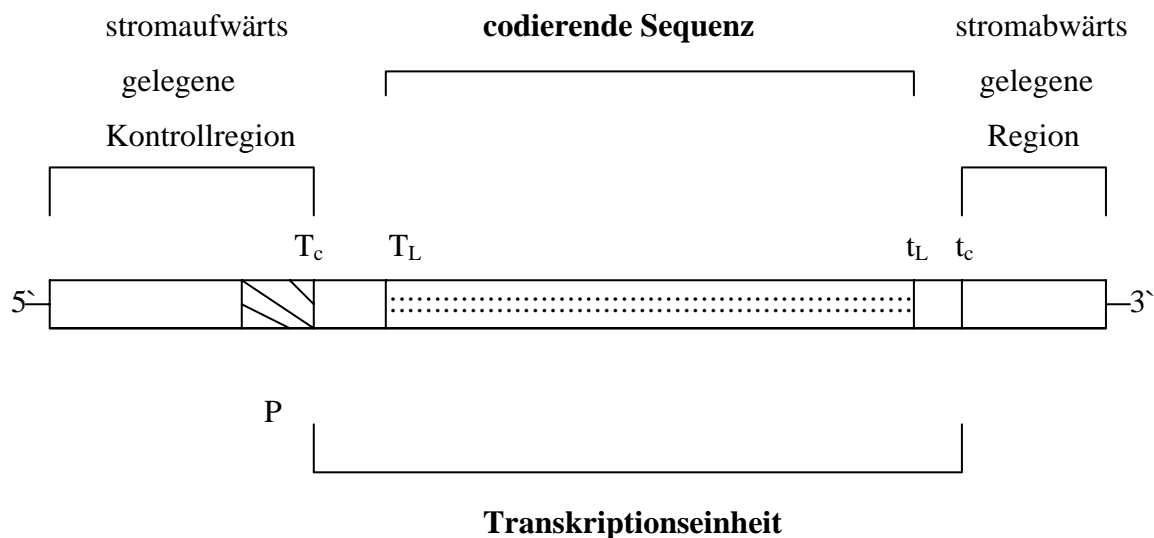 stromaufwärts
gelegene
Kontrollregion
codierende Sequenz
stromabwärts
gelegene
Region
T_c T_L t_L t_c
5` 3`
P
Transkriptionseinheit